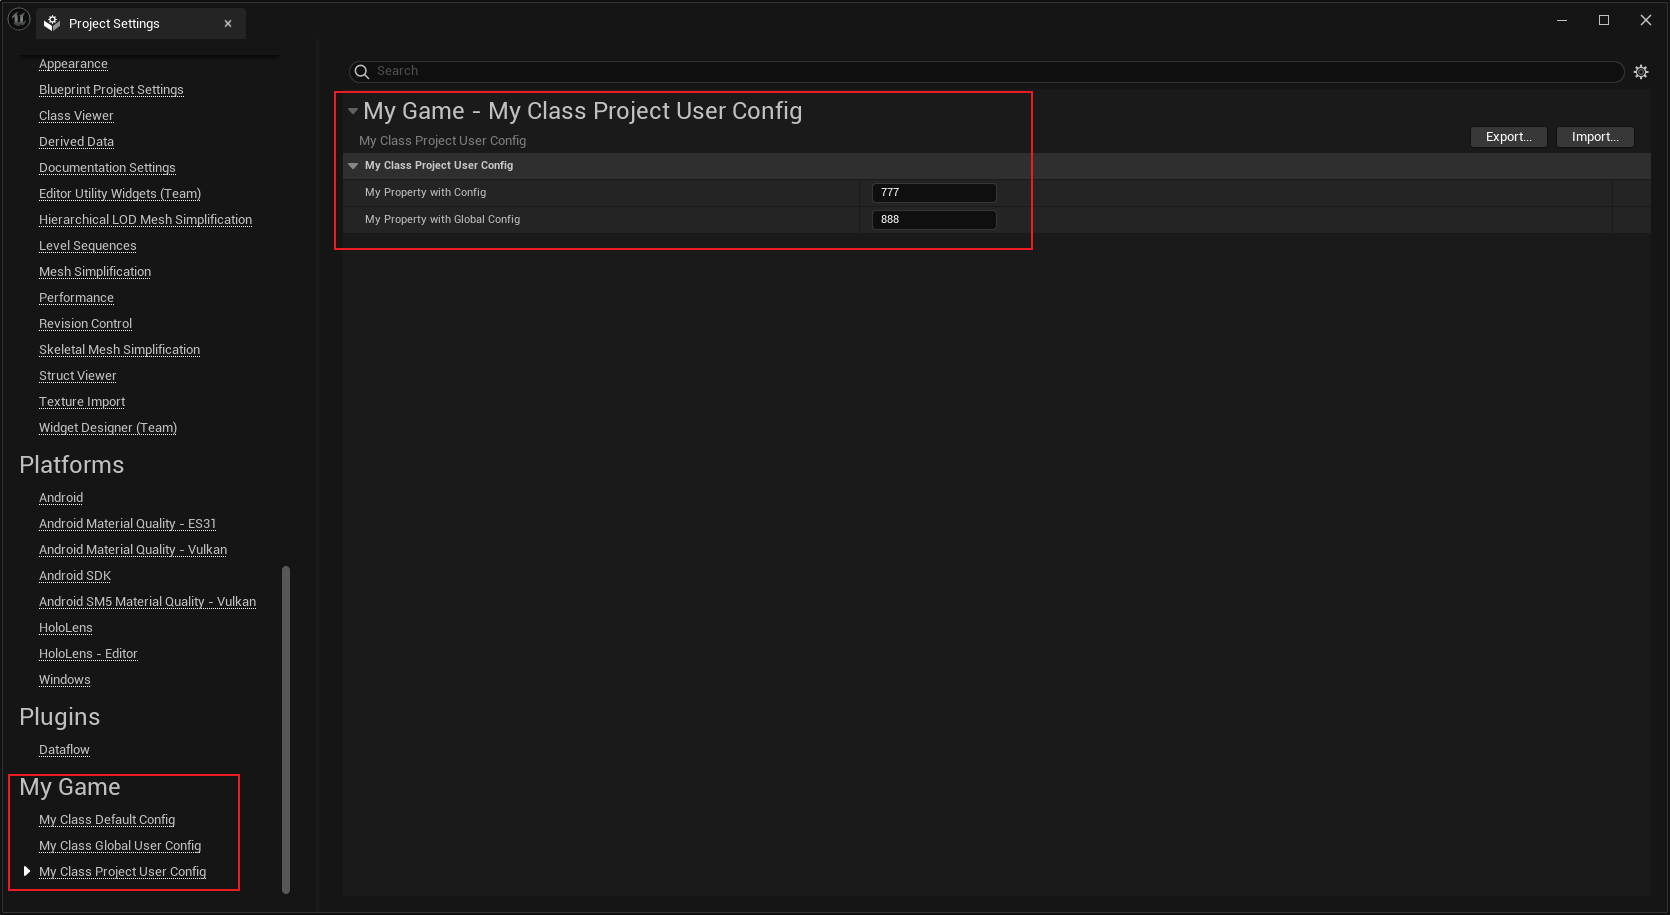 Project Settings
Appearance
Blueprint Project Settings
Class Viewer
Derived Data
Documentation Settings
Editor Utility Widgets (Team)
Hierarchical LOD Mesh Simplification
Level Sequences
Mesh Simplification
Performance
Revision Control
Skeletal Mesh Simplification
Struct Viewer
Texture Import
Widget Designer (Team)
Platforms
Android
Android Material Quality - ES31
Android Material Quality - Vulkan
Android SDK
Android SM5 Material Quality - Vulkan
HoloLens
HoloLens - Editor
Windows
Plugins
Dataflow
My Game
My Class Default Config
My Class Global User Config
My Class Project User Config
Search
My Game - My Class Project User Config
My Class Project User Config
Export... Import...
My Class Project User Config
My Property with Config 777
My Property with Global Config 888